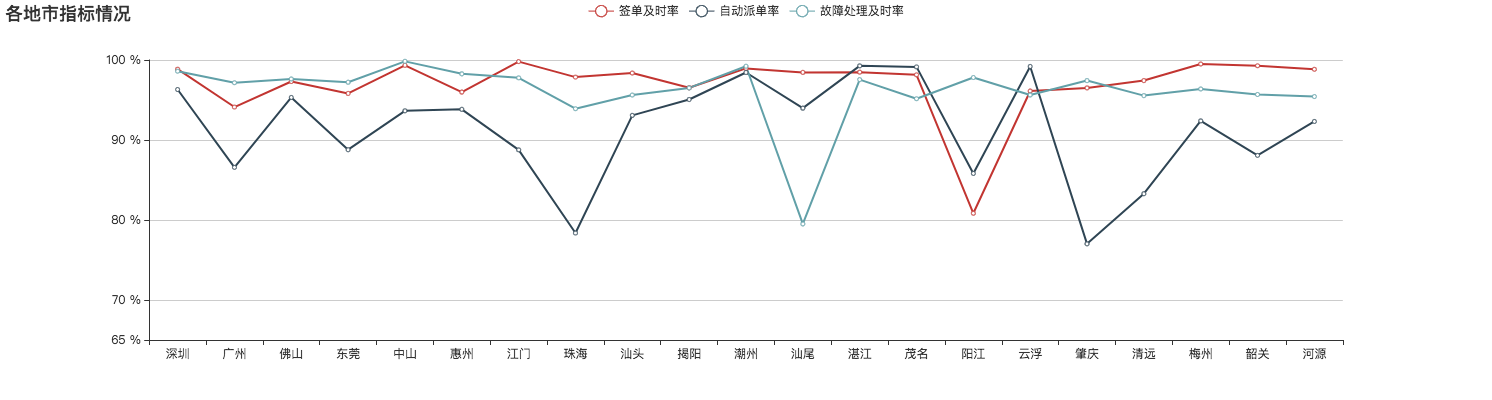 各地市指标情况
签单及时率 自动派单率 故障处理及时率
100 %
90 %
80 %
70 %
65 %
深圳 广州 佛山 东莞 中山 惠州 江门 珠海 汕头 揭阳 潮州 汕尾 湛江 茂名 阳江 云浮 肇庆 清远 梅州 韶关 河源